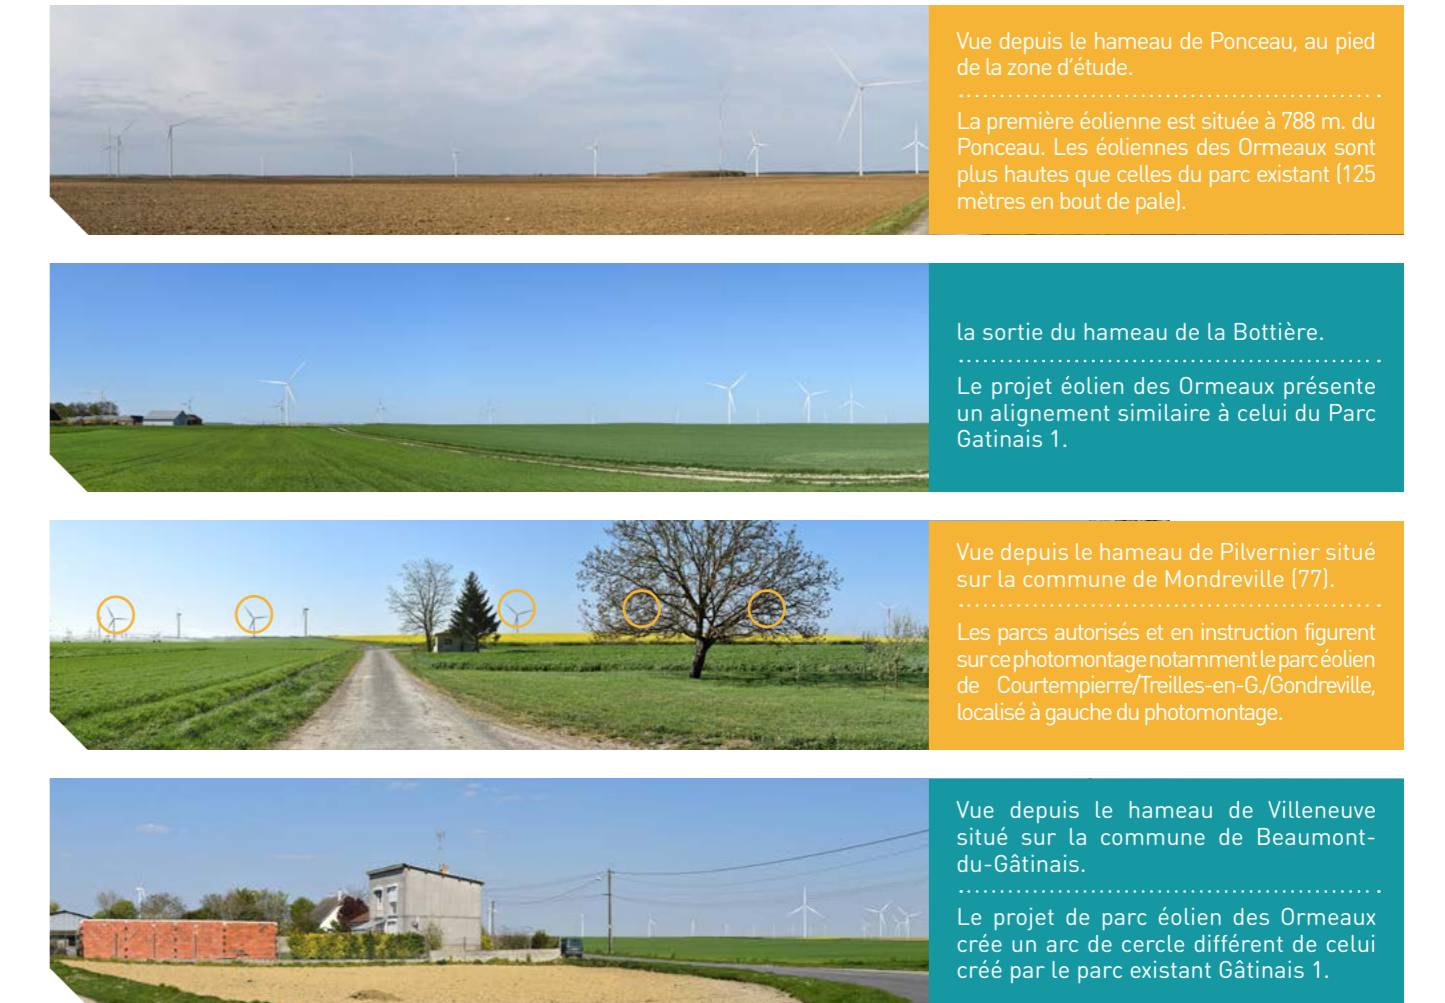 Vue depuis le hameau de Ponceau, au pied
de la zone d'étude.
La première éolienne est située à 788 m. du
Ponceau. Les éoliennes des Ormeaux sont
plus hautes que celles du parc existant (125
mètres en bout de pale).
la sortie du hameau de la Bottière.
Le projet éolien des Ormeaux présente
un alignement similaire à celui du Parc
Gatinais 1.
Vue depuis le hameau de Pilvernier situé
sur la commune de Mondreville (77).
Les parcs autorisés et en instruction figurent
sur ce photomontage notamment le parc éolien
de Courtempierre/Treilles-en-G./Gondreville,
localisé à gauche du photomontage.
Vue depuis le hameau de Villeneuve
situé sur la commune de Beaumont-
du-Gâtinais.
Le projet de parc éolien des Ormeaux
crée un arc de cercle différent de celui
créé par le parc existant Gâtinais 1.